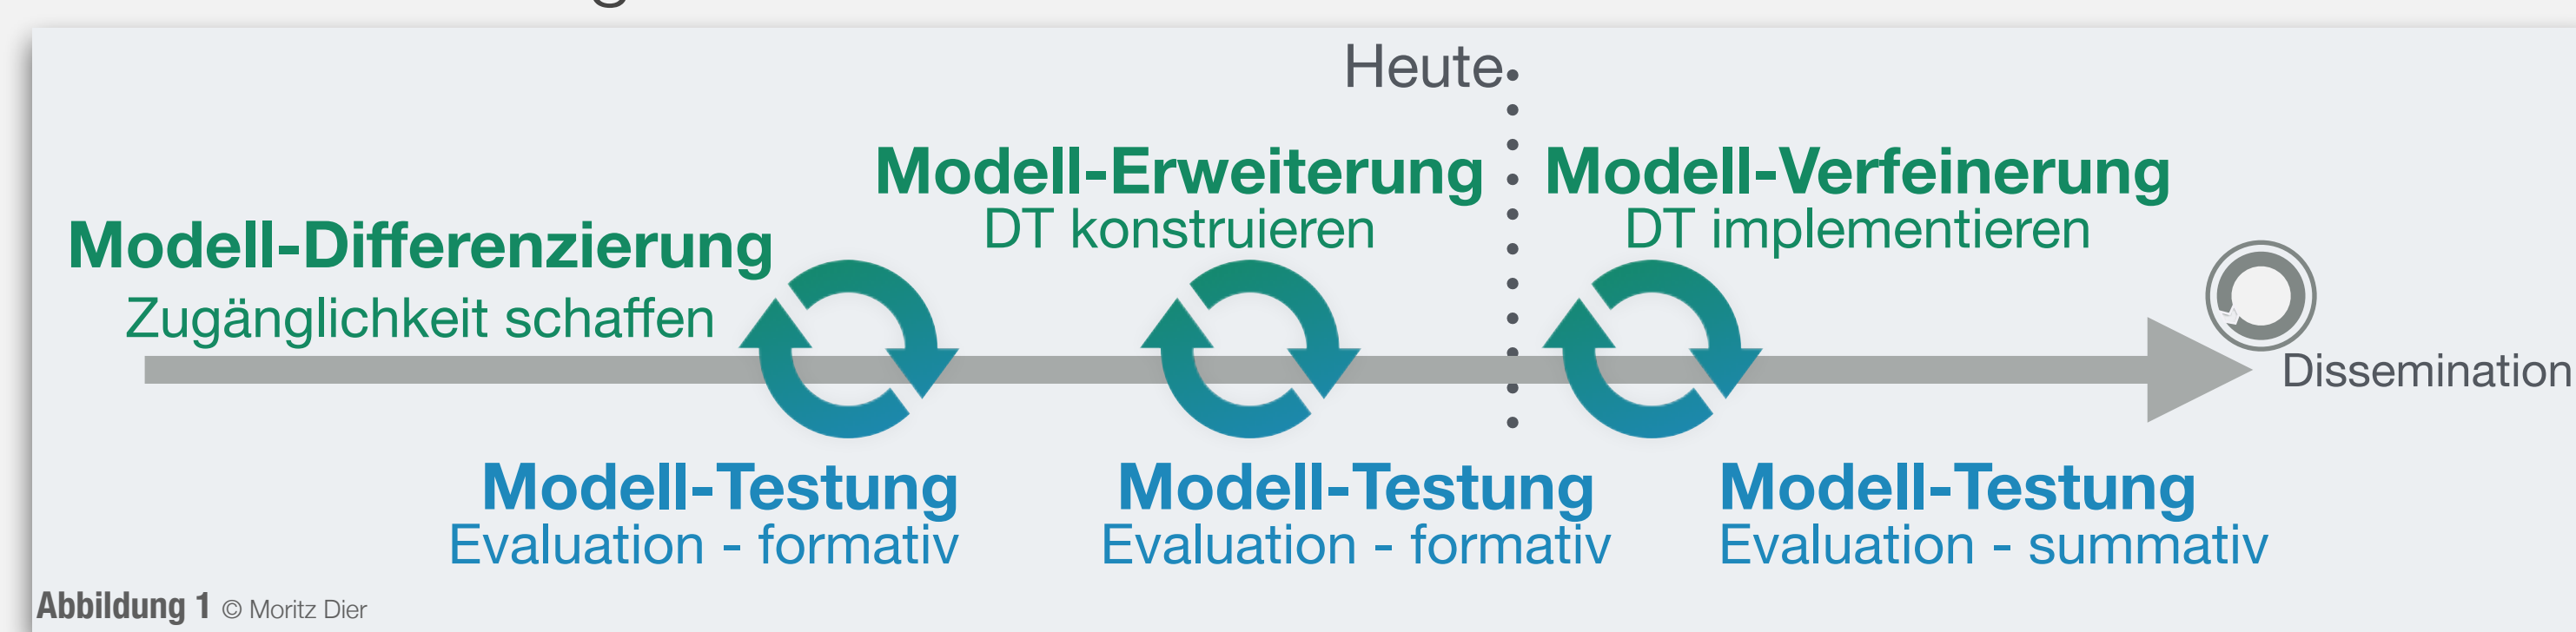 Heute
Modell-Erweiterung
DT konstruieren
Modell-Verfeinerung
DT implementieren
Modell-Differenzierung
Zugänglichkeit schaffen
Dissemination
Modell-Testung
Evaluation - formativ
Modell-Testung
Evaluation - formativ
Modell-Testung
Evaluation - summativ
Abbildung 1 © Moritz Dier